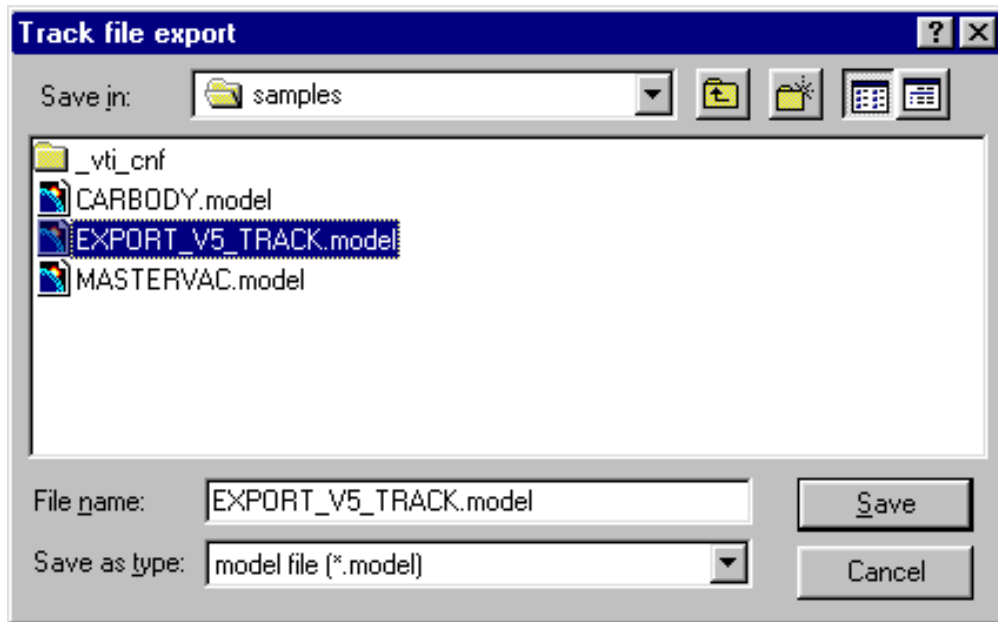 Track file export
Save in: samples
_vti_cnf
CARBODY.model
EXPORT_V5_TRACK.model
MASTERVAC.model
File name: EXPORT_V5_TRACK.model Save
Save as type: model file (*.model) Cancel